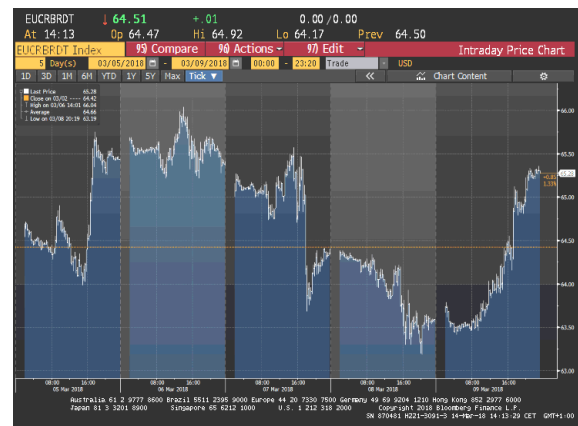 EUCRBRDT ↓ 64.51 +.01 0.00/0.00
At 14:13 Op 64.47 Hi 64.92 Lo 64.17 Prev 64.50
EUCRBRDT Index 95) Compare 96) Actions 97) Edit Intraday Price Chart
5 Day(s) 03/05/2018 - 03/09/2018 00:00 - 23:20 Trade USD
1D 3D 1M 6M YTD 1Y 5Y Max Tick ▼ « Chart Content
Last Price 65.28
Close on 03/02 ---- 64.42
High on 03/06 14:01 66.04
Average 64.66
Low on 03/08 20:19 63.19
66.00
65.50
65.28
+0.85
1.33%
65.00
64.50
64.00
63.50
63.00
08:00 16:00 08:00 16:00 08:00 16:00 08:00 16:00 08:00 16:00
05 Mar 2018 06 Mar 2018 07 Mar 2018 08 Mar 2018 09 Mar 2018
Australia 61 2 9777 8600 Brazil 5511 2395 9000 Europe 44 20 7330 7500 Germany 49 69 9204 1210 Hong Kong 852 2977 6000
Japan 81 3 3201 8900 Singapore 65 6212 1000 U.S. 1 212 318 2000 Copyright 2018 Bloomberg Finance L.P.
SN 870481 HZ21-3091-3 14-Mar-18 14:13:29 CET GMT+1:00